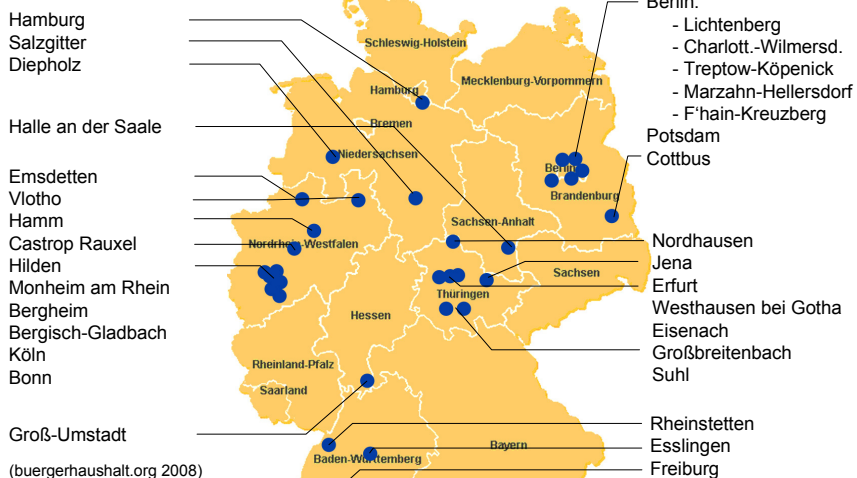 Hamburg
Salzgitter
Diepholz
Halle an der Saale
Emsdetten
Vlotho
Hamm
Castrop Rauxel
Hilden
Monheim am Rhein
Bergheim
Bergisch-Gladbach
Köln
Bonn
Groß-Umstadt
(buergerhaushalt.org 2008)
Schleswig-Holstein
Mecklenburg-Vorpommern
Hamburg
Bremen
Niedersachsen
Berlin
Brandenburg
Sachsen-Anhalt
Nordrhein-Westfalen
Sachsen
Thüringen
Hessen
Rheinland-Pfalz
Saarland
Bayern
Baden-Württemberg
Berlin:
- Lichtenberg
- Charlott.-Wilmersd.
- Treptow-Köpenick
- Marzahn-Hellersdorf
- F‘hain-Kreuzberg
Potsdam
Cottbus
Nordhausen
Jena
Erfurt
Westhausen bei Gotha
Eisenach
Großbreitenbach
Suhl
Rheinstetten
Esslingen
Freiburg